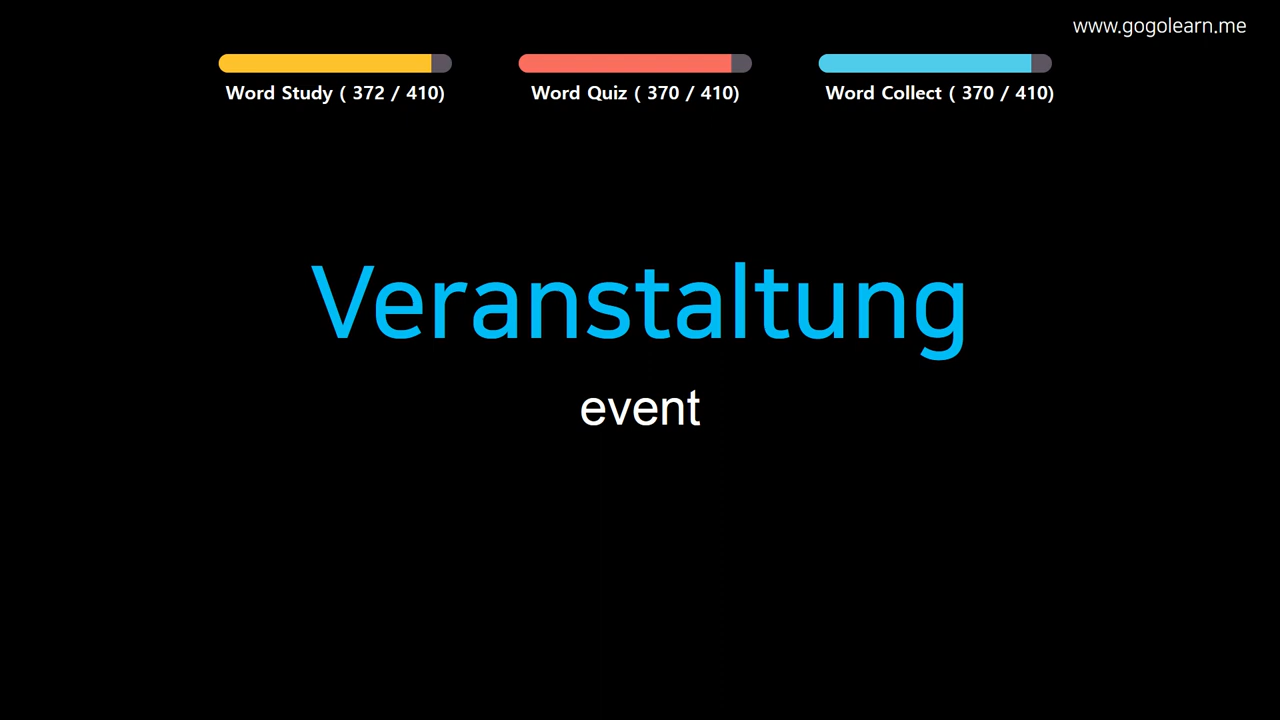 www.gogolearn.me
Word Study ( 372 / 410)
Word Quiz ( 370 / 410)
Word Collect ( 370 / 410)
Veranstaltung
event